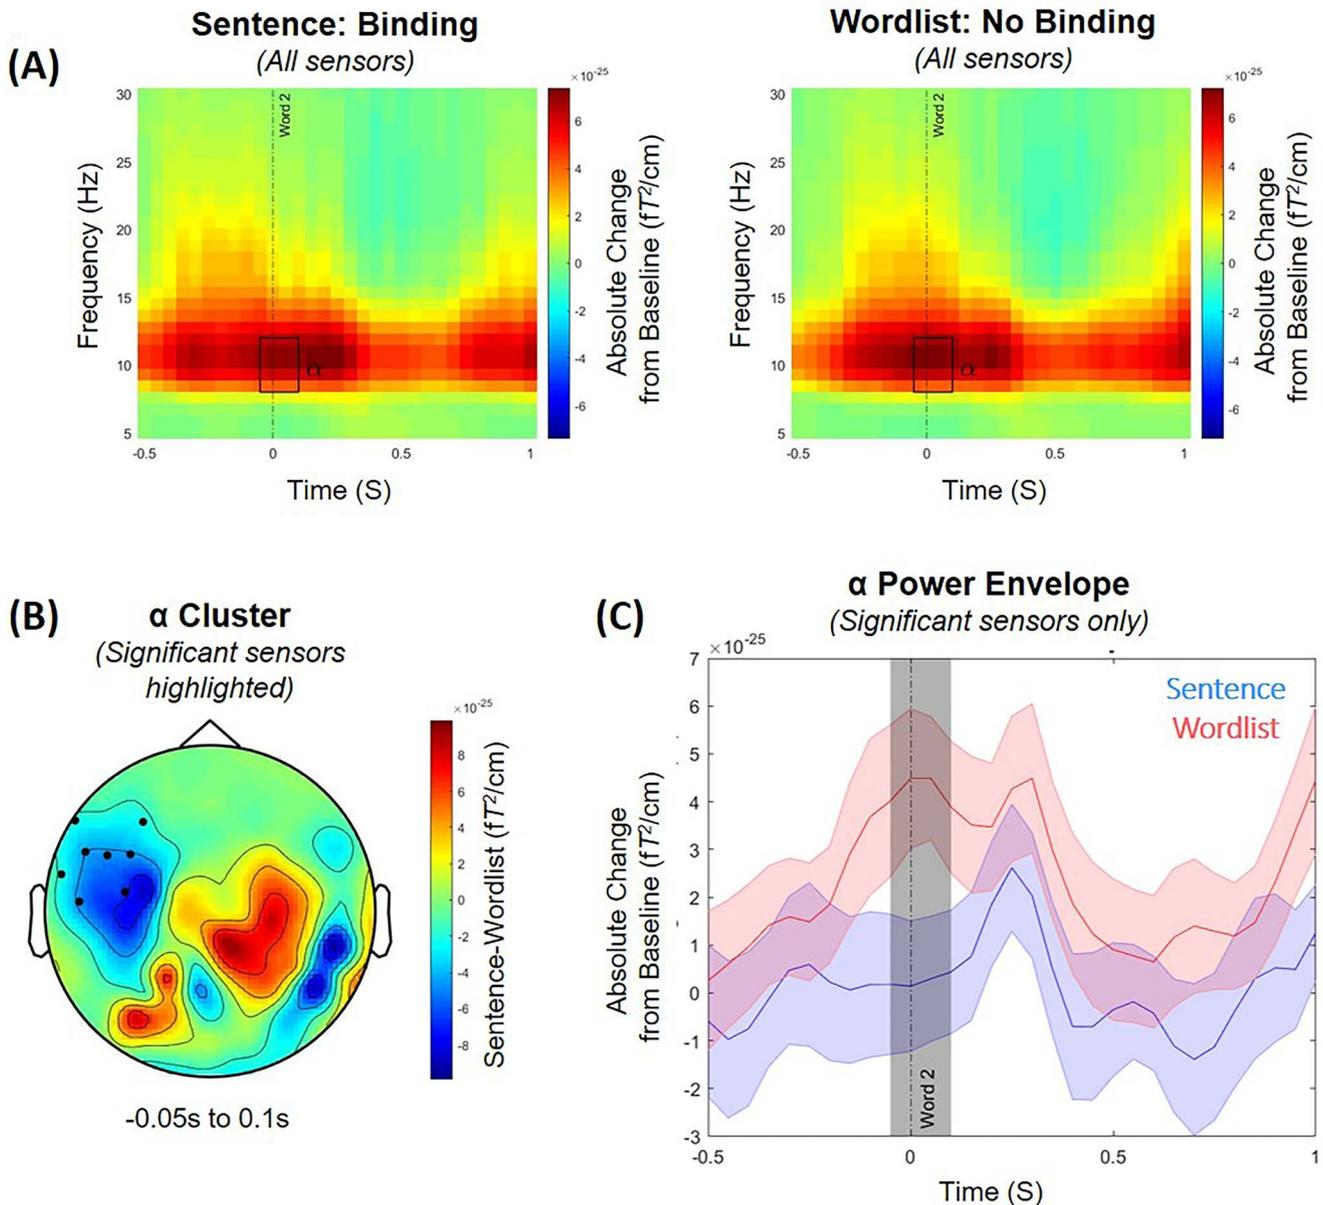 (A)
Sentence: Binding
(All sensors)
×10-25
30
25
20
15
10
5
-0.5
0
0.5
1
Word 2
α
Frequency (Hz)
Time (S)
6
4
2
0
-2
-4
-6
Absolute Change
from Baseline (fT²/cm)
Wordlist: No Binding
(All sensors)
×10-25
30
25
20
15
10
5
-0.5
0
0.5
1
Word 2
α
Frequency (Hz)
Time (S)
6
4
2
0
-2
-4
-6
Absolute Change
from Baseline (fT²/cm)
(B)
α Cluster
(Significant sensors
highlighted)
×10-25
8
6
4
2
0
-2
-4
-6
-8
Sentence-Wordlist (fT²/cm)
-0.05s to 0.1s
(C)
α Power Envelope
(Significant sensors only)
×10-25
7
6
5
4
3
2
1
0
-1
-2
-3
Absolute Change
from Baseline (fT²/cm)
Sentence
Wordlist
Word 2
-0.5
0
0.5
1
Time (S)